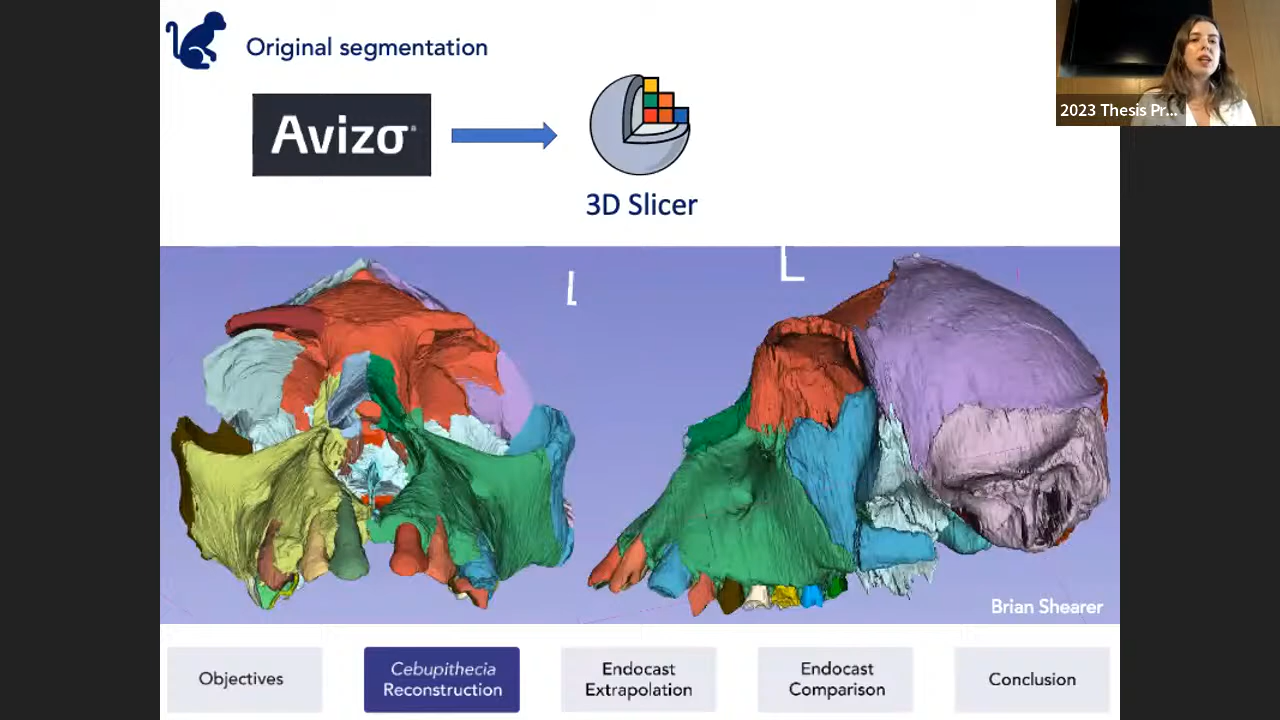 Original segmentation
2023 Thesis Pr...
Avizo
3D Slicer
L
L
Brian Shearer
Objectives
Cebupithecia
Reconstruction
Endocast
Extrapolation
Endocast
Comparison
Conclusion